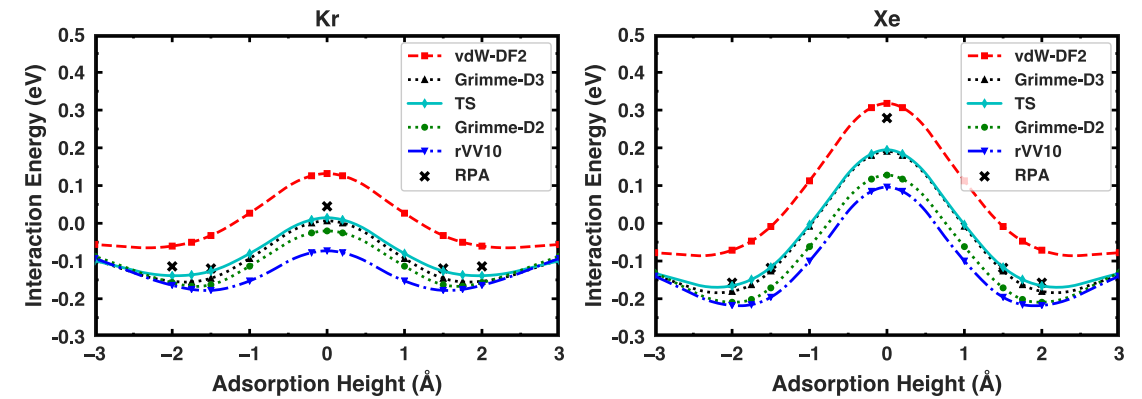 Kr
0.5
0.4
0.3
0.2
0.1
0.0
-0.1
-0.2
-0.3
Interaction Energy (eV)
vdW-DF2
Grimme-D3
TS
Grimme-D2
rVV10
RPA
−3 −2 −1 0 1 2 3
Adsorption Height (Å)
Xe
0.5
0.4
0.3
0.2
0.1
0.0
-0.1
-0.2
-0.3
Interaction Energy (eV)
vdW-DF2
Grimme-D3
TS
Grimme-D2
rVV10
RPA
−3 −2 −1 0 1 2 3
Adsorption Height (Å)